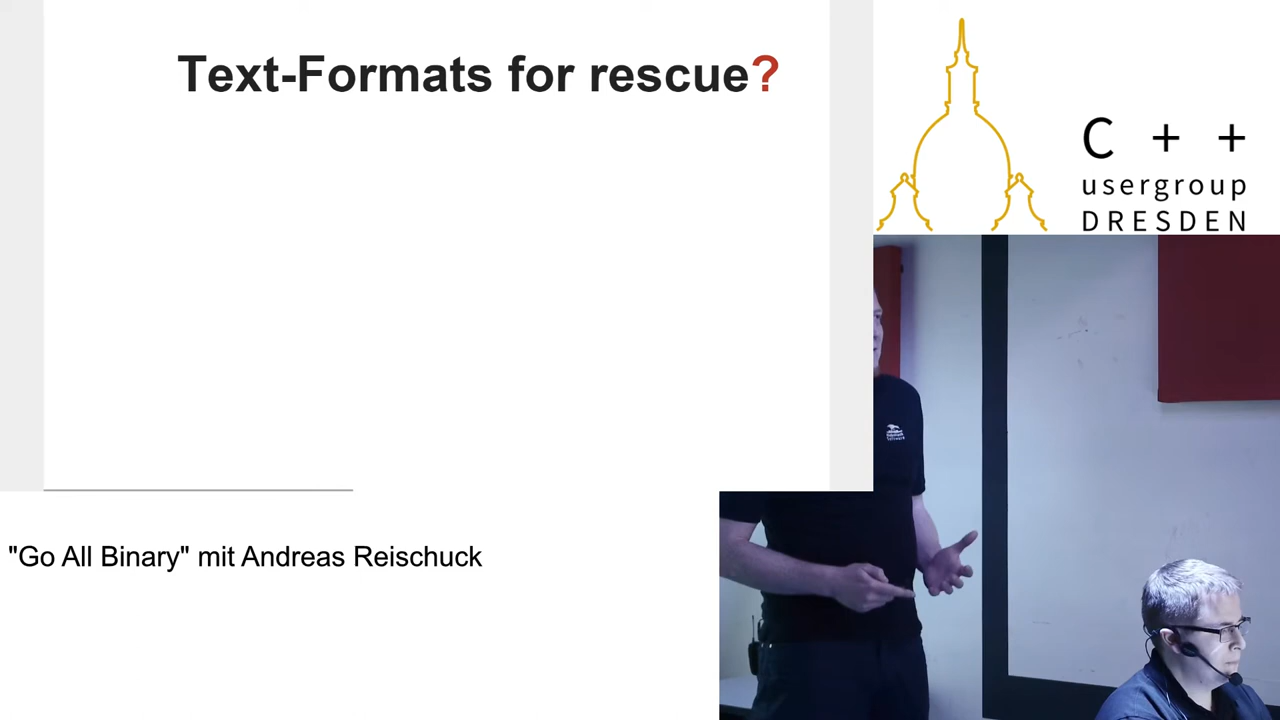 Text-Formats for rescue?
C + +
usergroup
DRESDEN
"Go All Binary" mit Andreas Reischuck